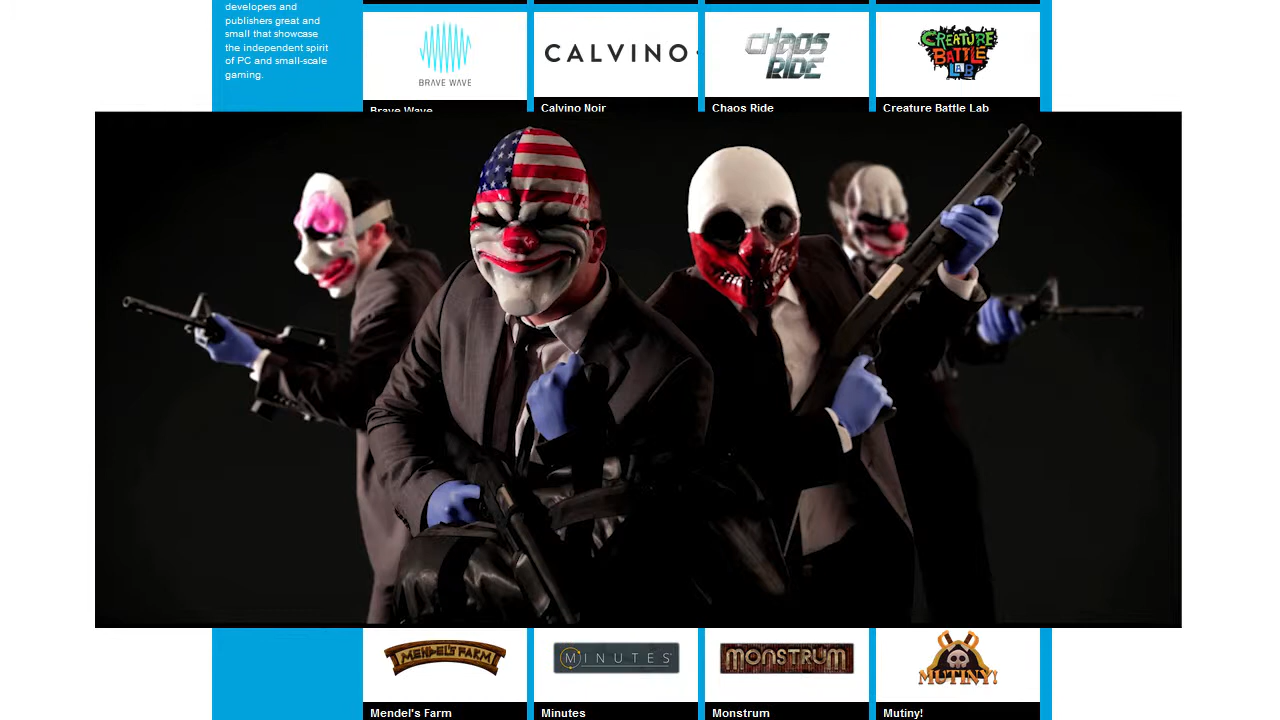 developers and
publishers great and
small that showcase
the independent spirit
of PC and small-scale
gaming.
BRAVE WAVE
CALVINO
CHAOS
RIDE
CREATURE
BATTLE
LAB
Brave Wave
Calvino Noir
Chaos Ride
Creature Battle Lab
MENDEL'S FARM
MINUTES
MONSTRUM
MUTINY!
Mendel's Farm
Minutes
Monstrum
Mutiny!